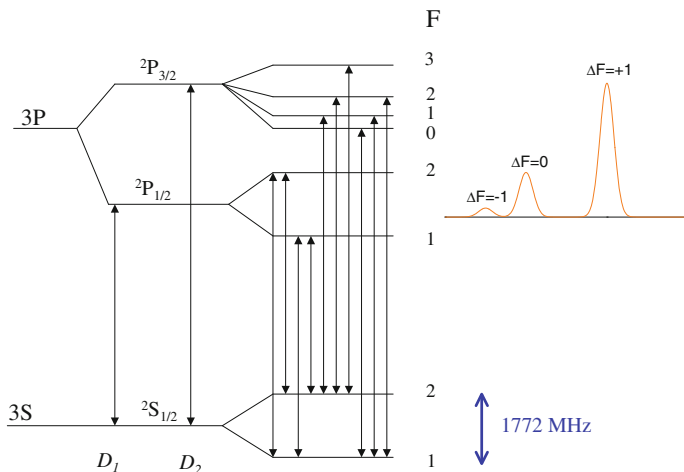 F
3
²P₃/₂
2
1
0
3P
2
²P₁/₂
1
ΔF=+1
ΔF=0
ΔF=-1
2
3S
²S₁/₂
1772 MHz
1
D₁
D₂